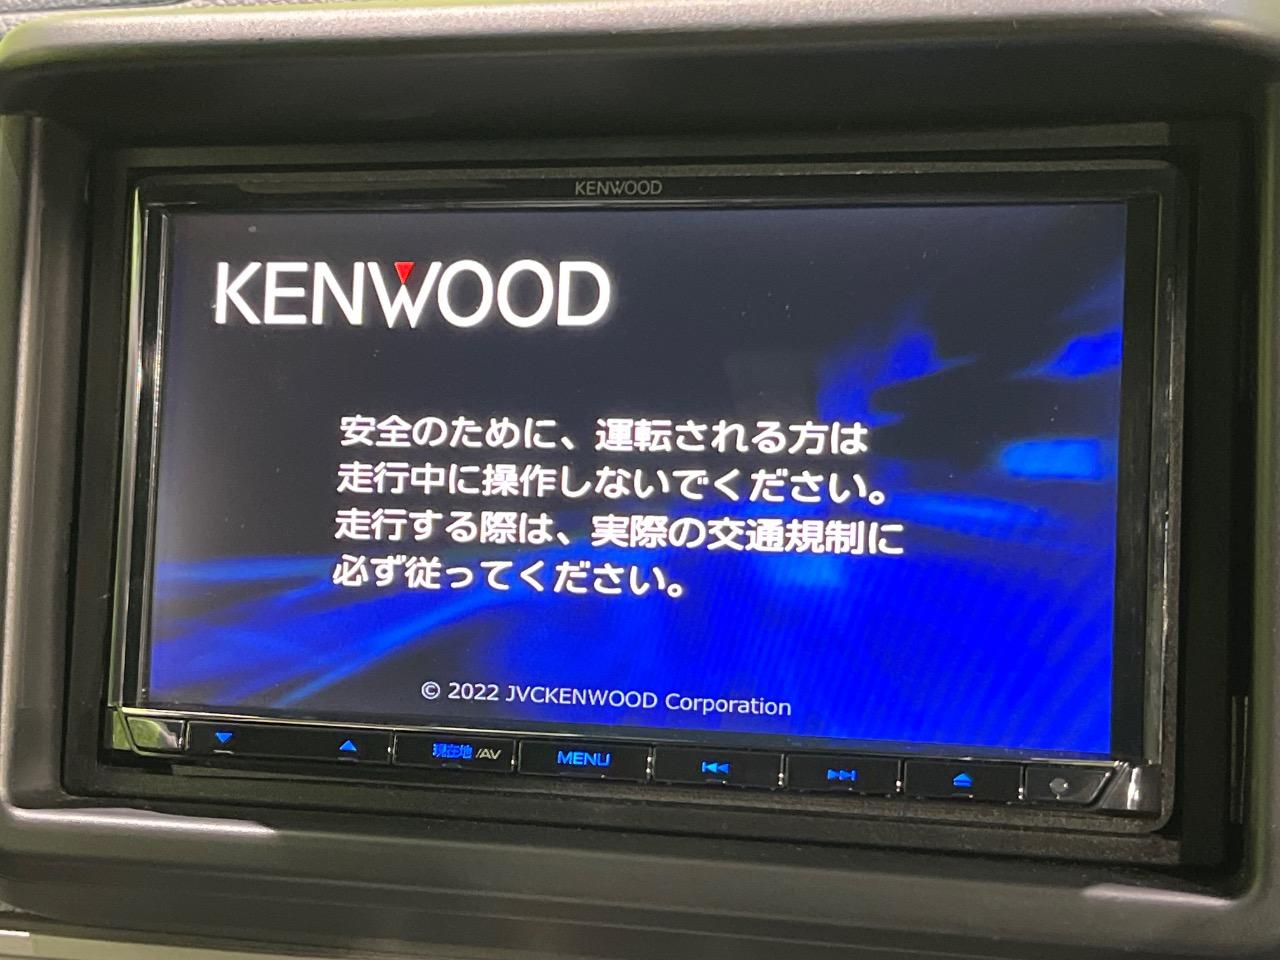 KENWOOD
KENWOOD
安全のために、運転される方は
走行中に操作しないでください。
走行する際は、実際の交通規制に
必ず従ってください。
© 2022 JVCKENWOOD Corporation
現在地/AV MENU